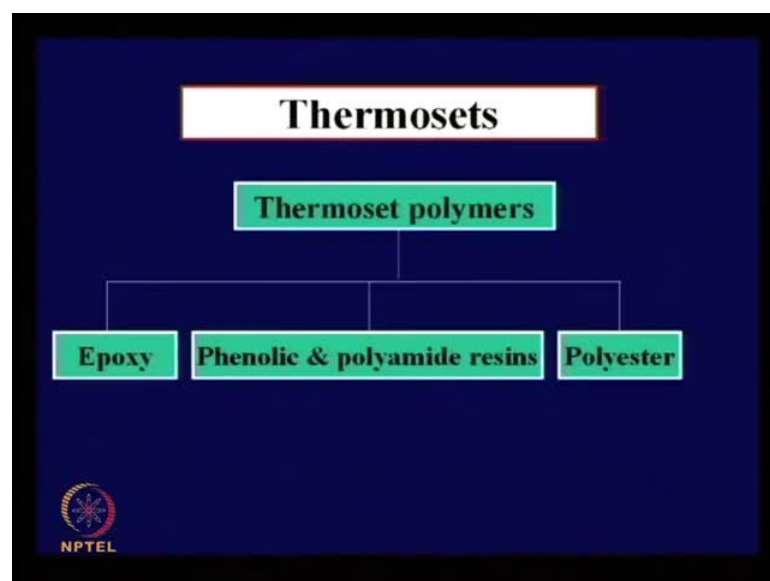 Thermosets
Thermoset polymers
Epoxy
Phenolic & polyamide resins
Polyester
NPTEL